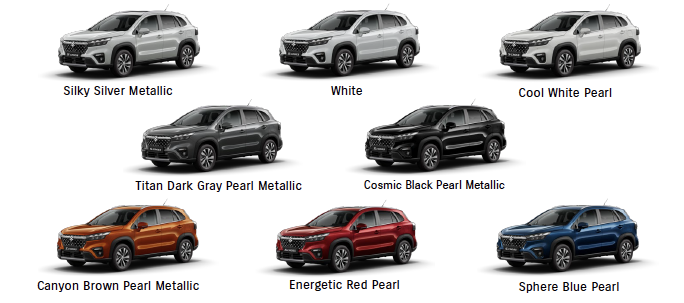 Silky Silver Metallic
White
Cool White Pearl
Titan Dark Gray Pearl Metallic
Cosmic Black Pearl Metallic
Canyon Brown Pearl Metallic
Energetic Red Pearl
Sphere Blue Pearl